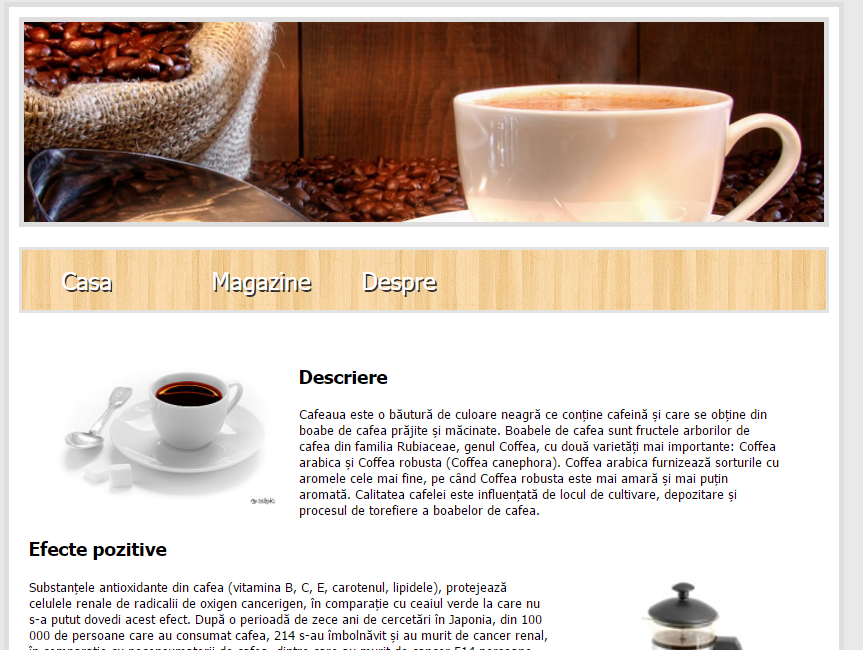 Casa Magazine Despre
Descriere
Cafeaua este o băutură de culoare neagră ce conține cafeină și care se obține din
boabe de cafea prăjite și măcinate. Boabele de cafea sunt fructele arborilor de
cafea din familia Rubiaceae, genul Coffea, cu două varietăți mai importante: Coffea
arabica și Coffea robusta (Coffea canephora). Coffea arabica furnizează sorturile cu
aromele cele mai fine, pe când Coffea robusta este mai amară și mai puțin
aromată. Calitatea cafelei este influențată de locul de cultivare, depozitare și
procesul de torefiere a boabelor de cafea.
Efecte pozitive
Substanțele antioxidante din cafea (vitamina B, C, E, carotenul, lipidele), protejează
celulele renale de radicalii de oxigen cancerigen, în comparație cu ceaiul verde la care nu
s-a putut dovedi acest efect. După o perioadă de zece ani de cercetări în Japonia, din 100
000 de persoane care au consumat cafea, 214 s-au îmbolnăvit și au murit de cancer renal,